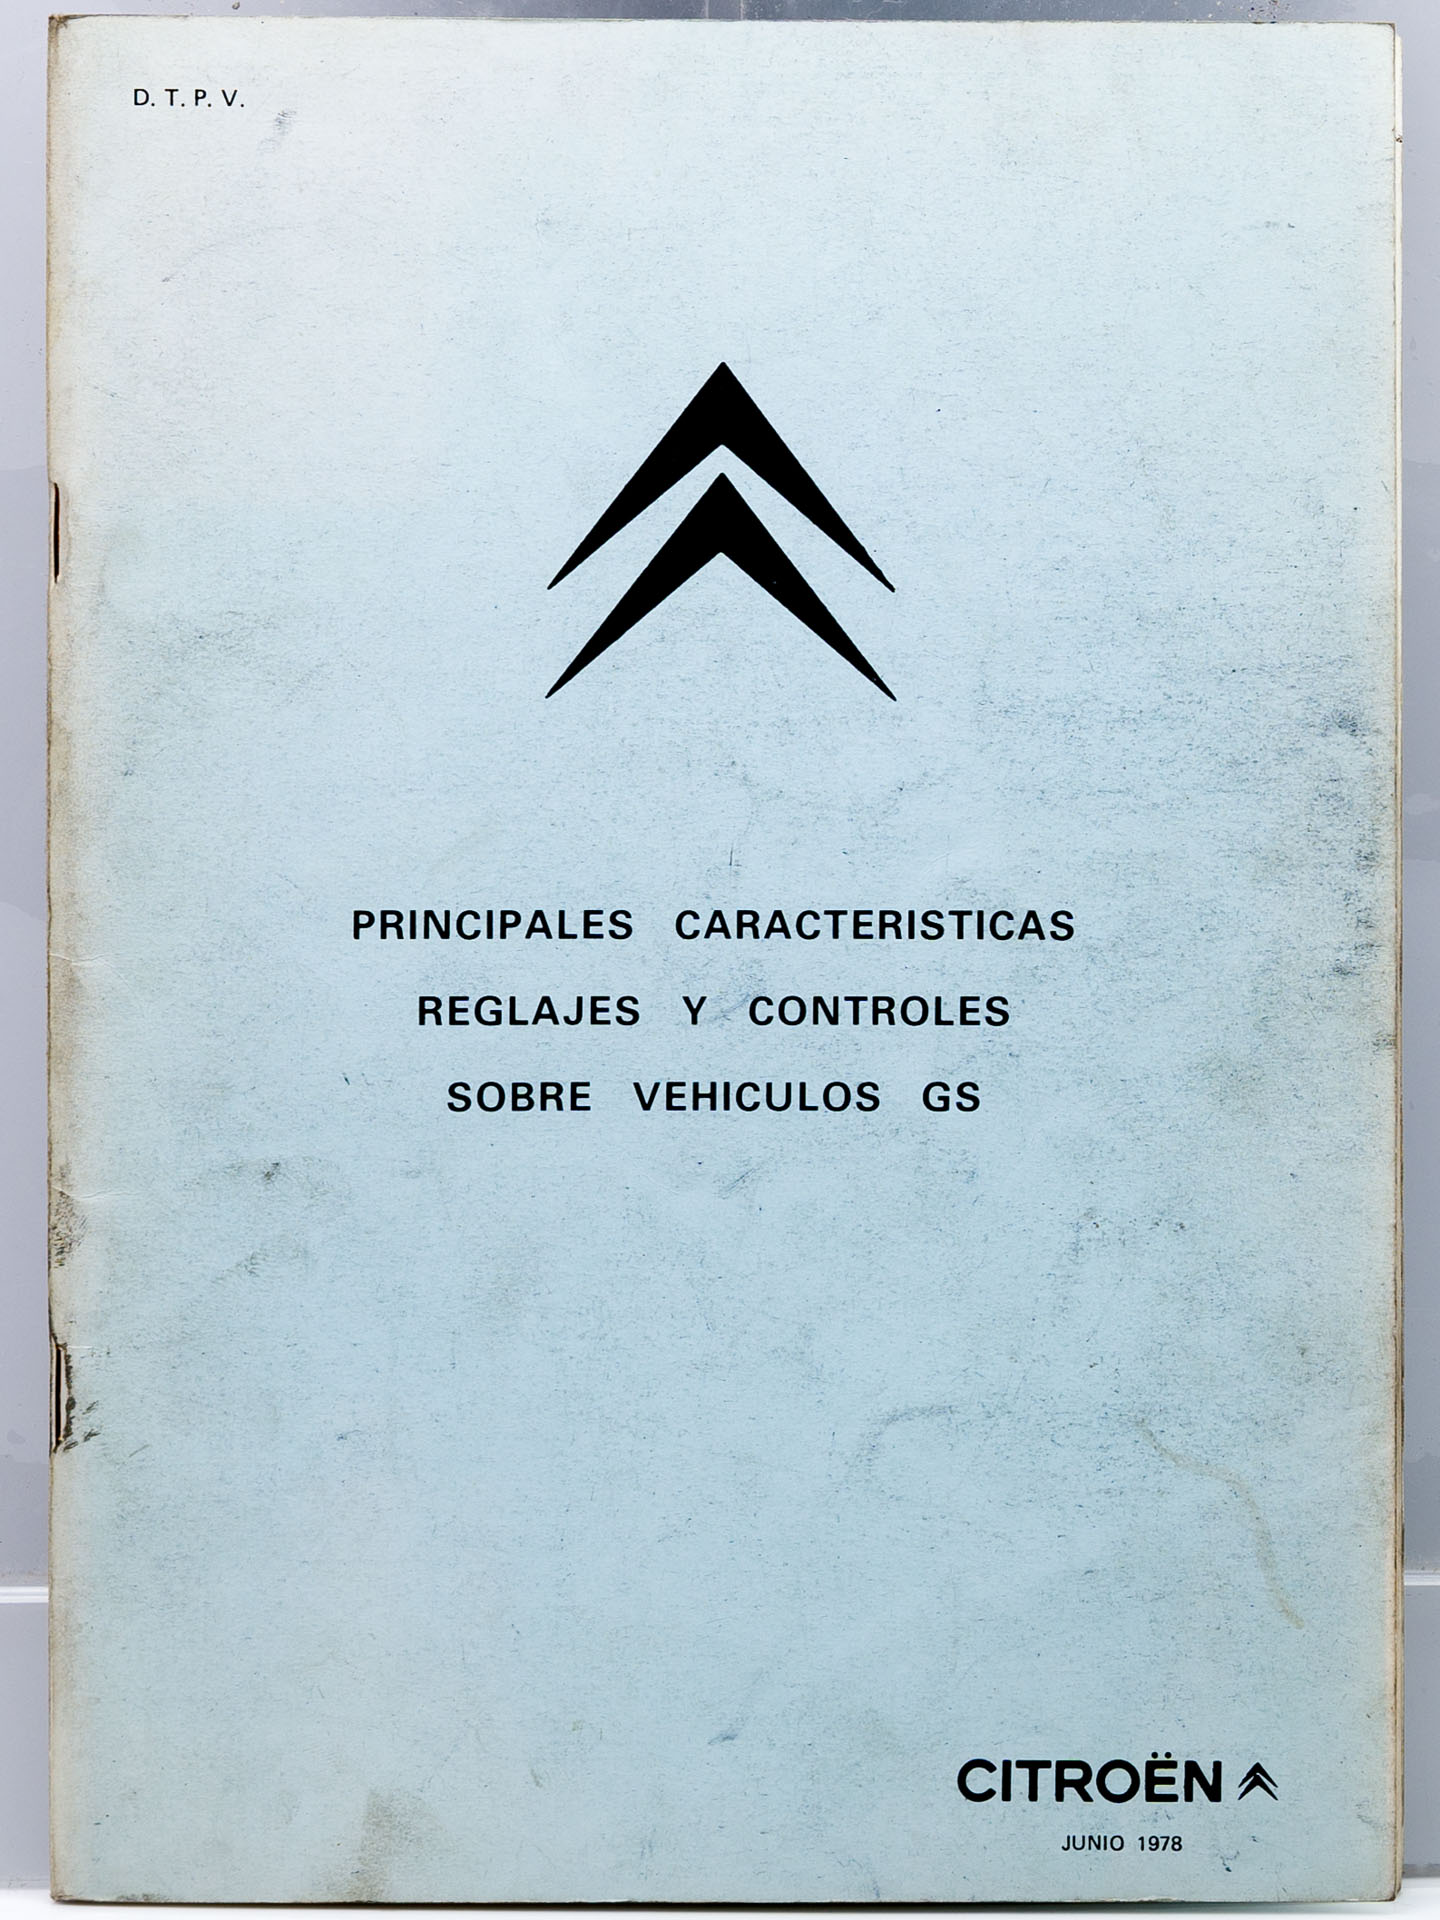 D. T. P. V.
PRINCIPALES CARACTERISTICAS
REGLAJES Y CONTROLES
SOBRE VEHICULOS GS
CITROËN
JUNIO 1978